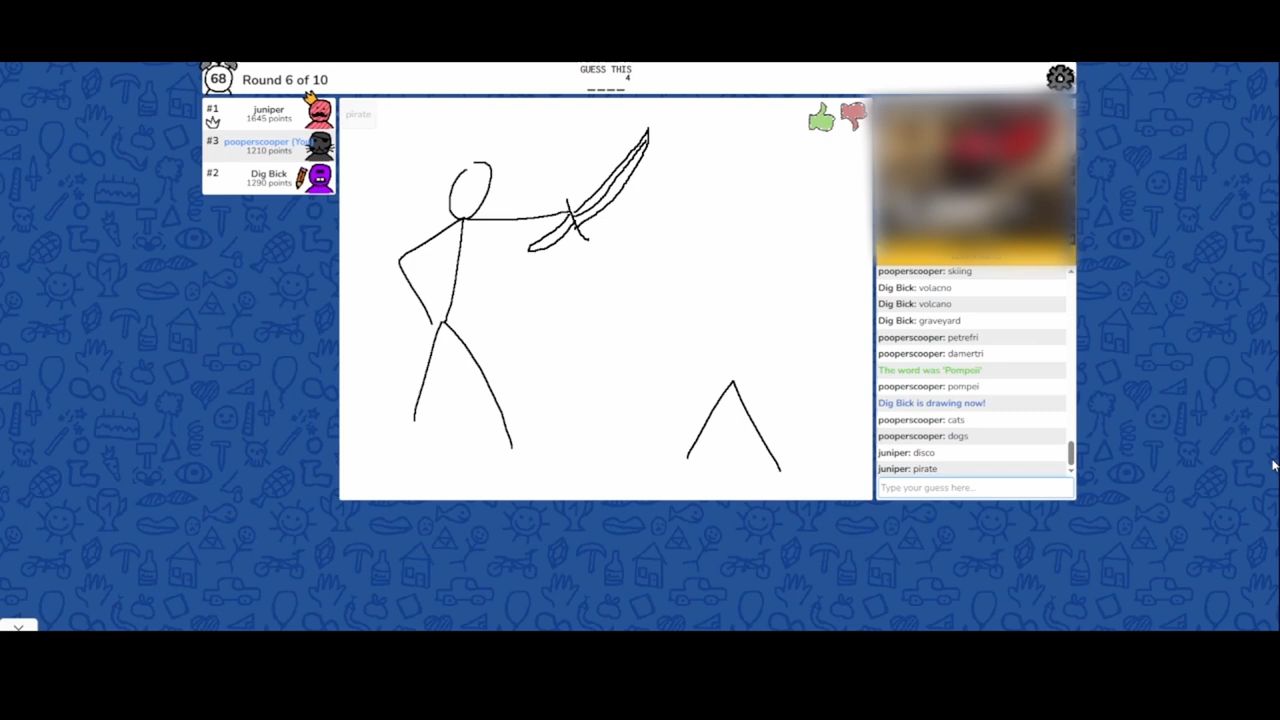 68
Round 6 of 10
GUESS THIS
4
____
#1
juniper
1645 points
#3
pooperscooper (You
1210 points
#2
Dig Bick
1290 points
pirate
pooperscooper: skiing
Dig Bick: volacno
Dig Bick: volcano
Dig Bick: graveyard
pooperscooper: petrefri
pooperscooper: damertri
The word was 'Pompeii'
pooperscooper: pompei
Dig Bick is drawing now!
pooperscooper: cats
pooperscooper: dogs
juniper: disco
juniper: pirate
Type your guess here...